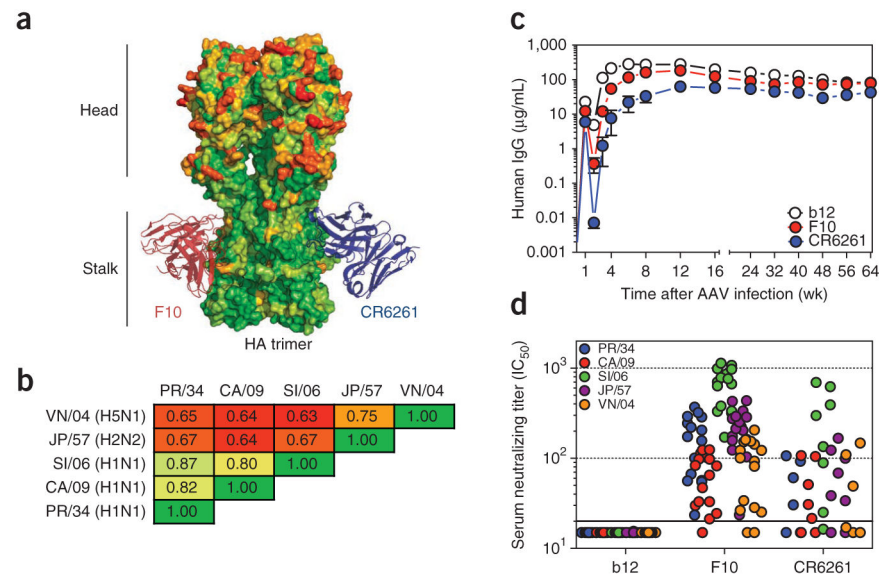 a
Head
Stalk
F10
CR6261
HA trimer
b
PR/34 CA/09 SI/06 JP/57 VN/04
VN/04 (H5N1) 0.65 0.64 0.63 0.75 1.00
JP/57 (H2N2) 0.67 0.64 0.67 1.00
SI/06 (H1N1) 0.87 0.80 1.00
CA/09 (H1N1) 0.82 1.00
PR/34 (H1N1) 1.00
c
Human IgG (µg/mL)
1,000
100
10
1
0.1
0.01
0.001
b12
F10
CR6261
1 4 8 12 16 24 32 40 48 56 64
Time after AAV infection (wk)
d
Serum neutralizing titer (IC50)
PR/34
CA/09
SI/06
JP/57
VN/04
10³
10²
10¹
b12 F10 CR6261